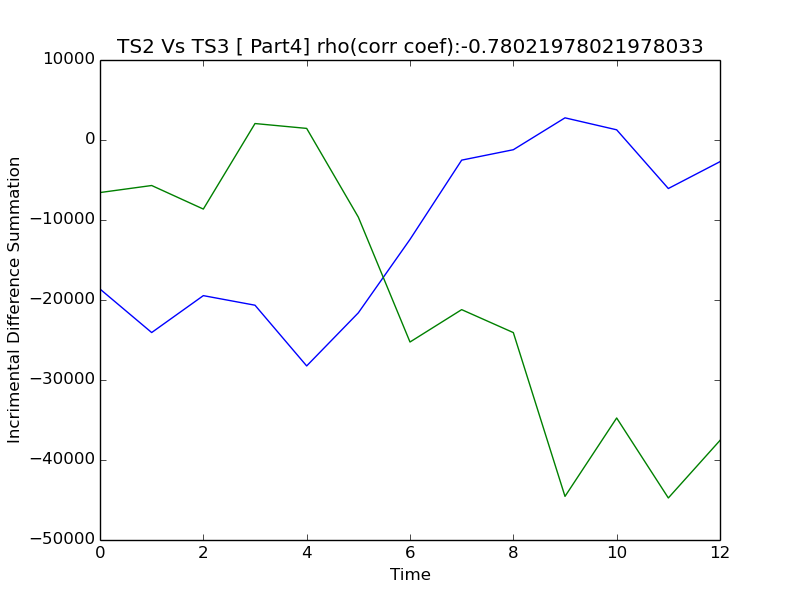 TS2 Vs TS3 [ Part4] rho(corr coef):-0.78021978021978033
10000
0
−10000
−20000
−30000
−40000
−50000
Incrimental Difference Summation
0 2 4 6 8 10 12
Time